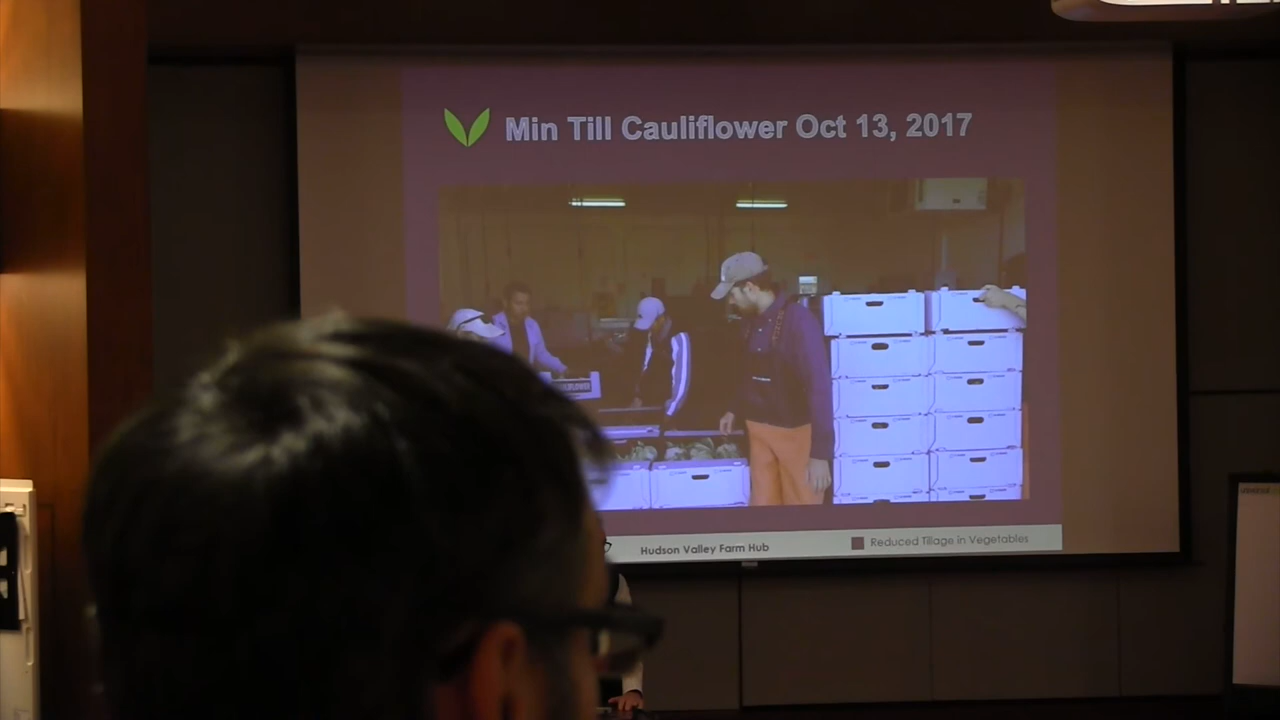 Min Till Cauliflower Oct 13, 2017
Hudson Valley Farm Hub
Reduced Tillage in Vegetables